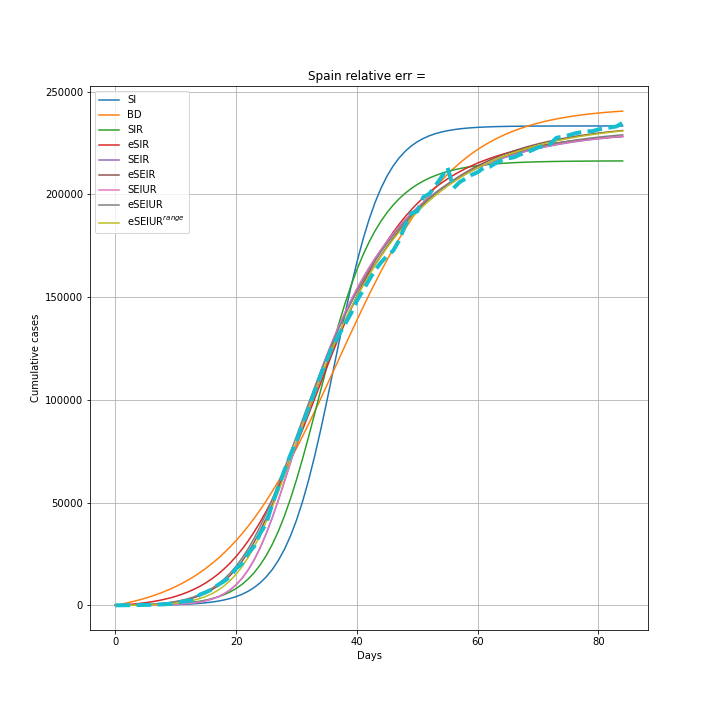 Spain relative err =
250000
200000
150000
100000
50000
0
Cumulative cases
SI
BD
SIR
eSIR
SEIR
eSEIR
SEIUR
eSEIUR
eSEIUR^range
0 20 40 60 80
Days